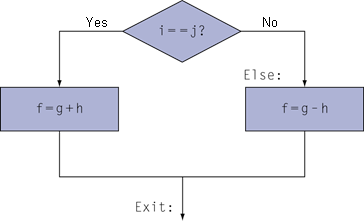 Yes
i==j?
No
Else:
f=g+h
f=g-h
Exit: